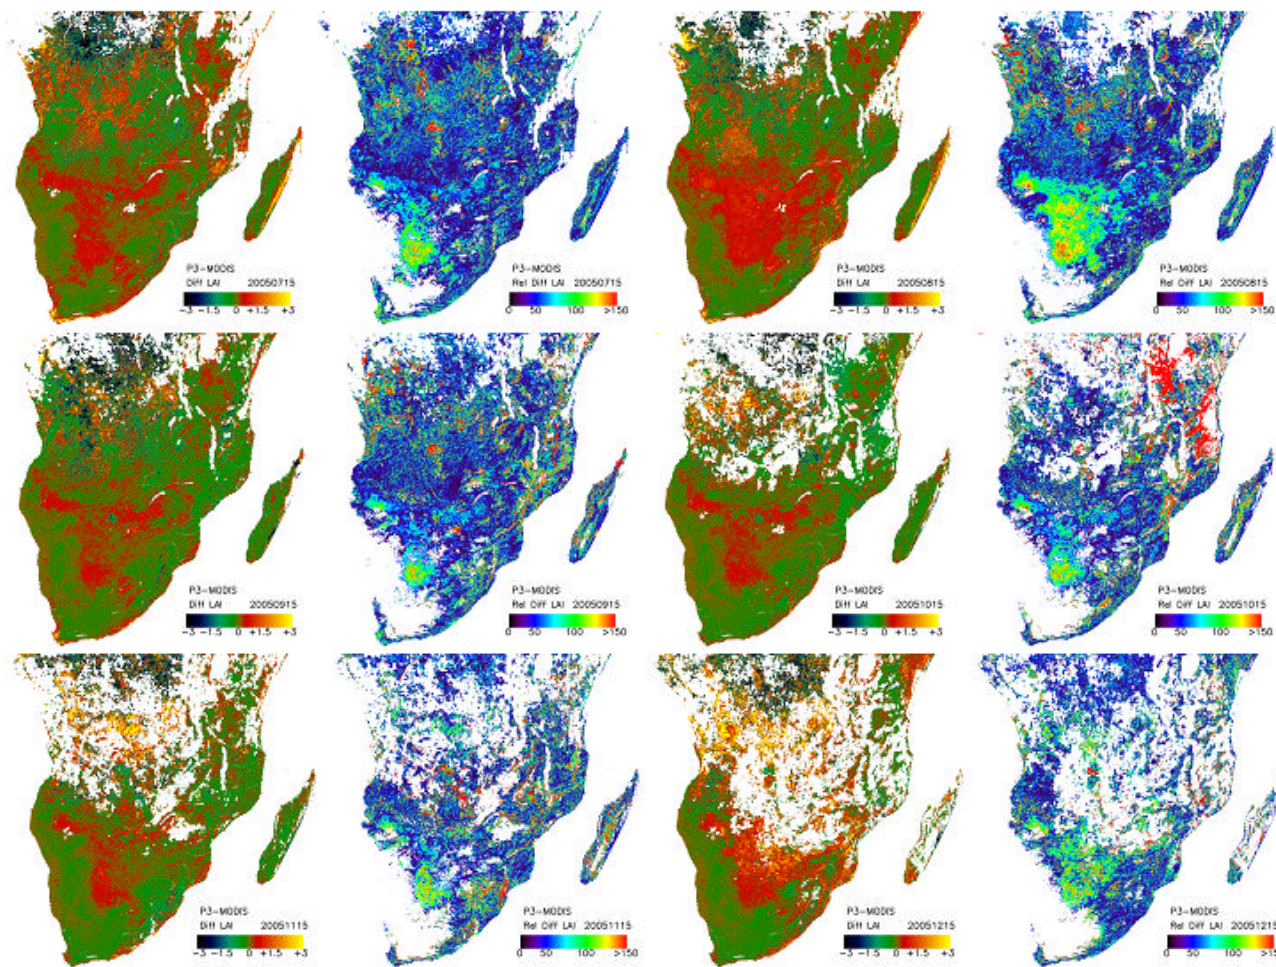 P3-MODIS
Diff LAI 20050715
-3 -1.5 0 +1.5 +3
P3-MODIS
Rel Diff LAI 20050715
0 50 100 >150
P3-MODIS
Diff LAI 20050815
-3 -1.5 0 +1.5 +3
P3-MODIS
Rel Diff LAI 20050815
0 50 100 >150
P3-MODIS
Diff LAI 20050915
-3 -1.5 0 +1.5 +3
P3-MODIS
Rel Diff LAI 20050915
0 50 100 >150
P3-MODIS
Diff LAI 20051015
-3 -1.5 0 +1.5 +3
P3-MODIS
Rel Diff LAI 20051015
0 50 100 >150
P3-MODIS
Diff LAI 20051115
-3 -1.5 0 +1.5 +3
P3-MODIS
Rel Diff LAI 20051115
0 50 100 >150
P3-MODIS
Diff LAI 20051215
-3 -1.5 0 +1.5 +3
P3-MODIS
Rel Diff LAI 20051215
0 50 100 >150